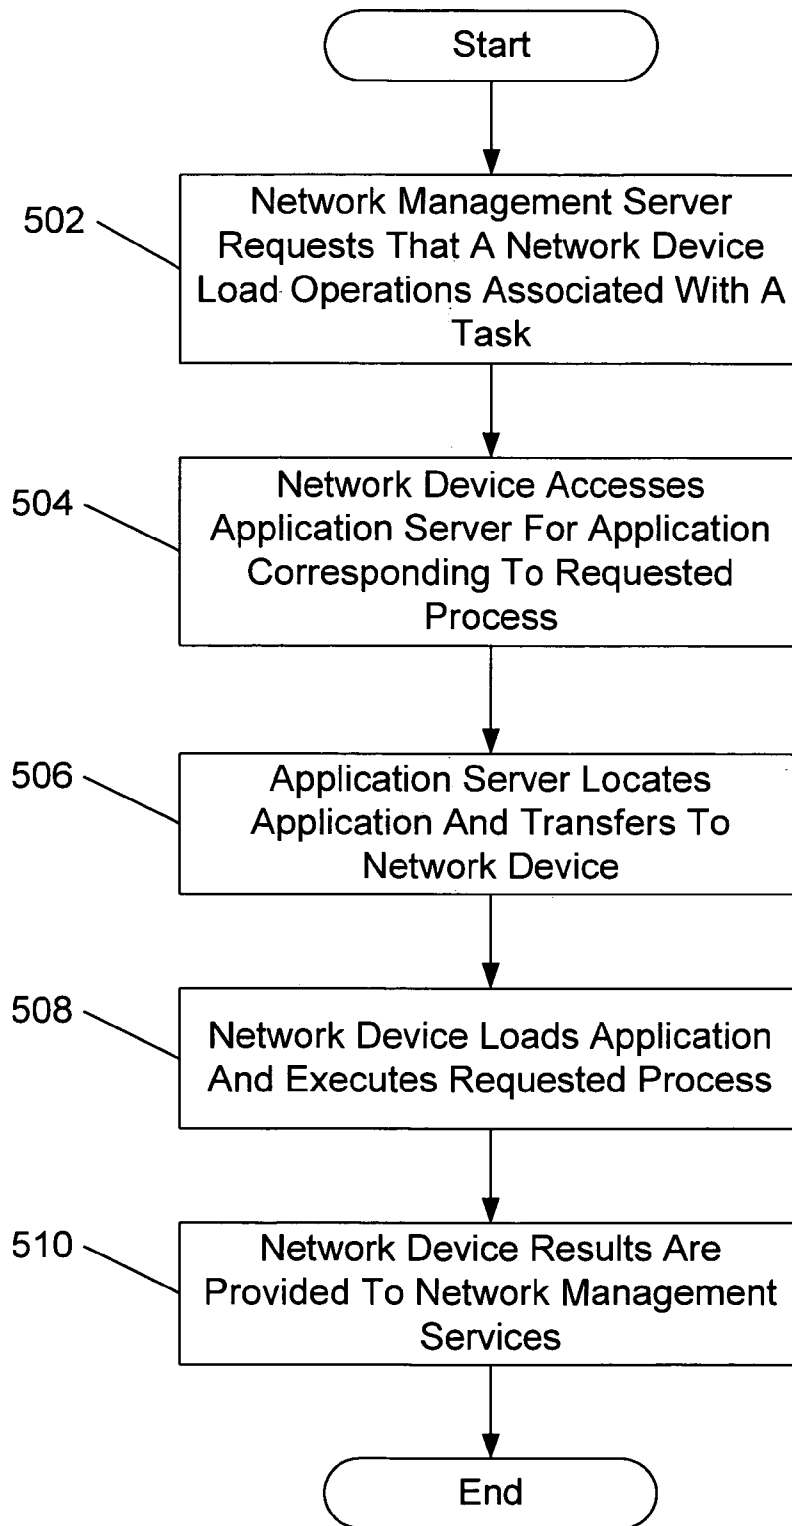 Start
502
Network Management Server
Requests That A Network Device
Load Operations Associated With A
Task
504
Network Device Accesses
Application Server For Application
Corresponding To Requested
Process
506
Application Server Locates
Application And Transfers To
Network Device
508
Network Device Loads Application
And Executes Requested Process
510
Network Device Results Are
Provided To Network Management
Services
End